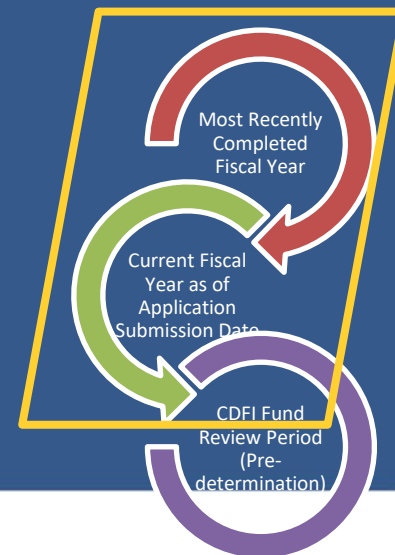 Most Recently
Completed
Fiscal Year
Current Fiscal
Year as of
Application
Submission Date
CDFI Fund
Review Period
(Pre-
determination)